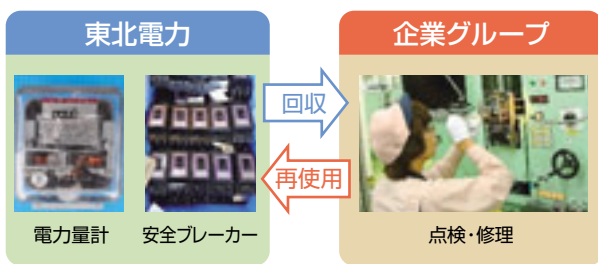 東北電力
企業グループ
回収
再使用
電力量計
安全ブレーカー
点検・修理